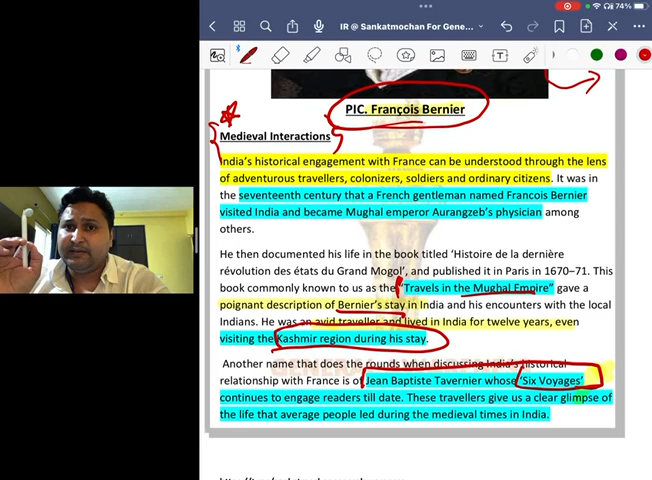 74%
IR @ Sankatmochan For Gene...
PIC. François Bernier
Medieval Interactions
India's historical engagement with France can be understood through the lens
of adventurous travellers, colonizers, soldiers and ordinary citizens. It was in
the seventeenth century that a French gentleman named Francois Bernier
visited India and became Mughal emperor Aurangzeb's physician among
others.
He then documented his life in the book titled 'Histoire de la dernière
révolution des états du Grand Mogol', and published it in Paris in 1670–71. This
book commonly known to us as the "Travels in the Mughal Empire" gave a
poignant description of Bernier's stay in India and his encounters with the local
Indians. He was an avid traveller and lived in India for twelve years, even
visiting the Kashmir region during his stay.
Another name that does the rounds when discussing India's historical
relationship with France is of Jean Baptiste Tavernier whose 'Six Voyages'
continues to engage readers till date. These travellers give us a clear glimpse of
the life that average people led during the medieval times in India.